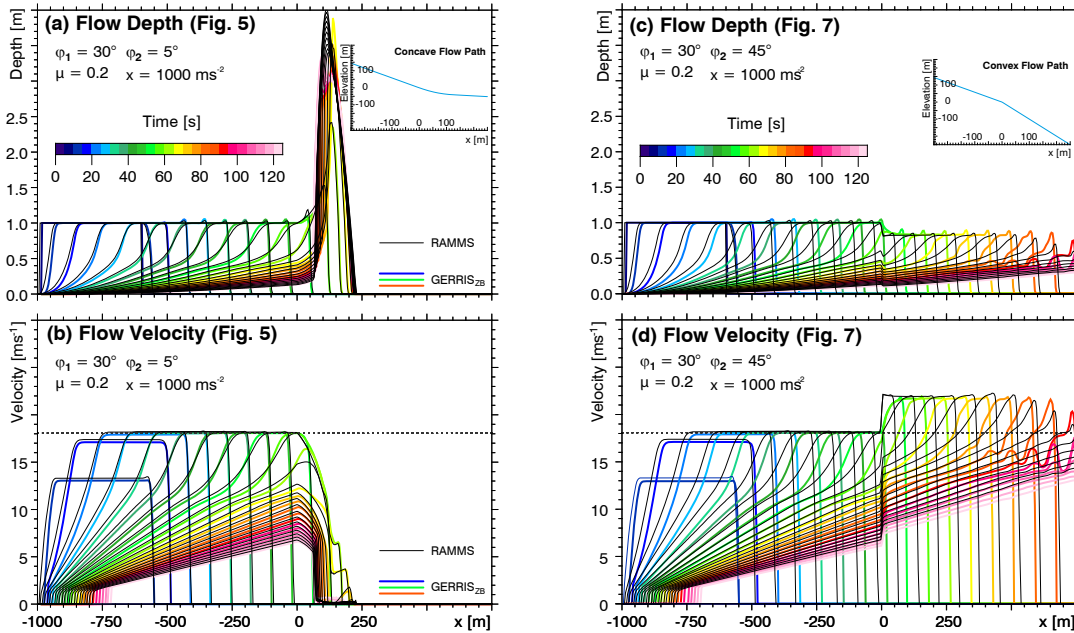 (a) Flow Depth (Fig. 5)
φ1 = 30° φ2 = 5°
μ = 0.2 x = 1000 ms-2
Concave Flow Path
Elevation [m]
100
0
-100
-100 0 100
x [m]
Time [s]
0 20 40 60 80 100 120
RAMMS
GERRISZB
Depth [m]
2.5
2.0
1.5
1.0
0.5
0.0
(c) Flow Depth (Fig. 7)
φ1 = 30° φ2 = 45°
μ = 0.2 x = 1000 ms-2
Convex Flow Path
Elevation [m]
100
0
-100
-100 0 100
x [m]
Time [s]
0 20 40 60 80 100 120
RAMMS
GERRISZB
Depth [m]
2.5
2.0
1.5
1.0
0.5
0.0
(b) Flow Velocity (Fig. 5)
φ1 = 30° φ2 = 5°
μ = 0.2 x = 1000 ms-2
RAMMS
GERRISZB
Velocity [ms-1]
20
15
10
5
0
-1000 -750 -500 -250 0 250 x [m]
(d) Flow Velocity (Fig. 7)
φ1 = 30° φ2 = 45°
μ = 0.2 x = 1000 ms2
RAMMS
GERRISZB
Velocity [ms-1]
20
15
10
5
0
-1000 -750 -500 -250 0 250 500 x [m]